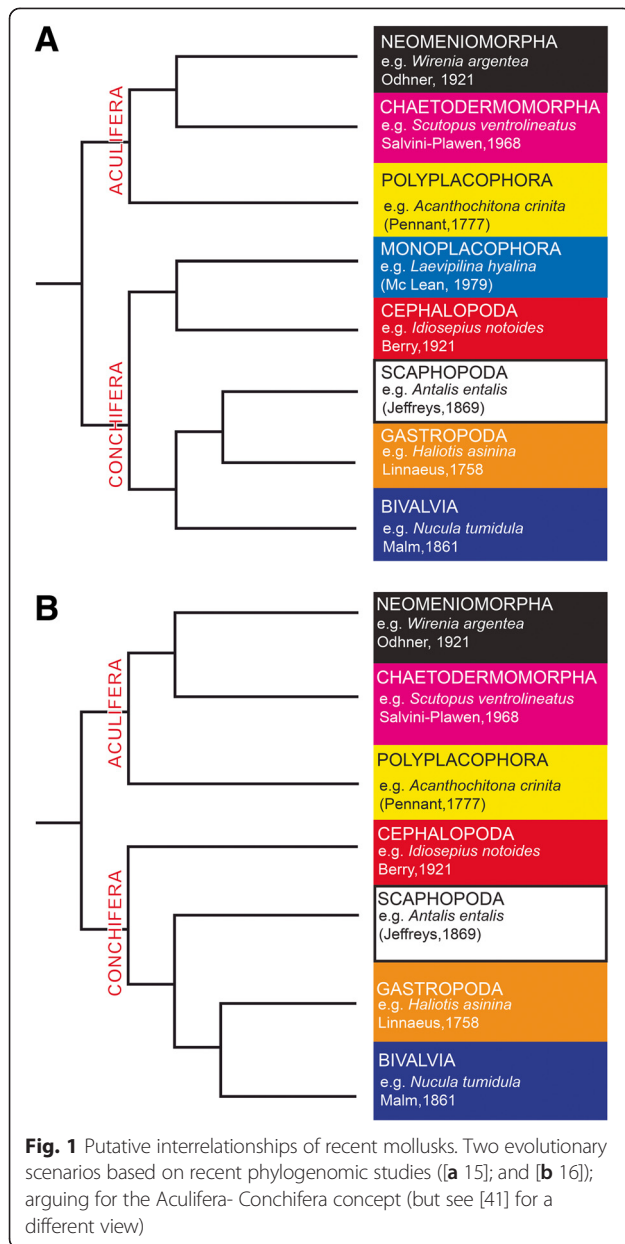 A
ACULIFERA
CONCHIFERA
NEOMENIOMORPHA
e.g. Wirenia argentea
Odhner, 1921
CHAETODERMOMORPHA
e.g. Scutopus ventrolineatus
Salvini-Plawen,1968
POLYPLACOPHORA
e.g. Acanthochitona crinita
(Pennant,1777)
MONOPLACOPHORA
e.g. Laevipilina hyalina
(Mc Lean, 1979)
CEPHALOPODA
e.g. Idiosepius notoides
Berry,1921
SCAPHOPODA
e.g. Antalis entalis
(Jeffreys,1869)
GASTROPODA
e.g. Haliotis asinina
Linnaeus,1758
BIVALVIA
e.g. Nucula tumidula
Malm,1861
B
ACULIFERA
CONCHIFERA
NEOMENIOMORPHA
e.g. Wirenia argentea
Odhner, 1921
CHAETODERMOMORPHA
e.g. Scutopus ventrolineatus
Salvini-Plawen,1968
POLYPLACOPHORA
e.g. Acanthochitona crinita
(Pennant,1777)
CEPHALOPODA
e.g. Idiosepius notoides
Berry,1921
SCAPHOPODA
e.g. Antalis entalis
(Jeffreys,1869)
GASTROPODA
e.g. Haliotis asinina
Linnaeus,1758
BIVALVIA
e.g. Nucula tumidula
Malm,1861
Fig. 1 Putative interrelationships of recent mollusks. Two evolutionary
scenarios based on recent phylogenomic studies ([a 15]; and [b 16]);
arguing for the Aculifera- Conchifera concept (but see [41] for a
different view)